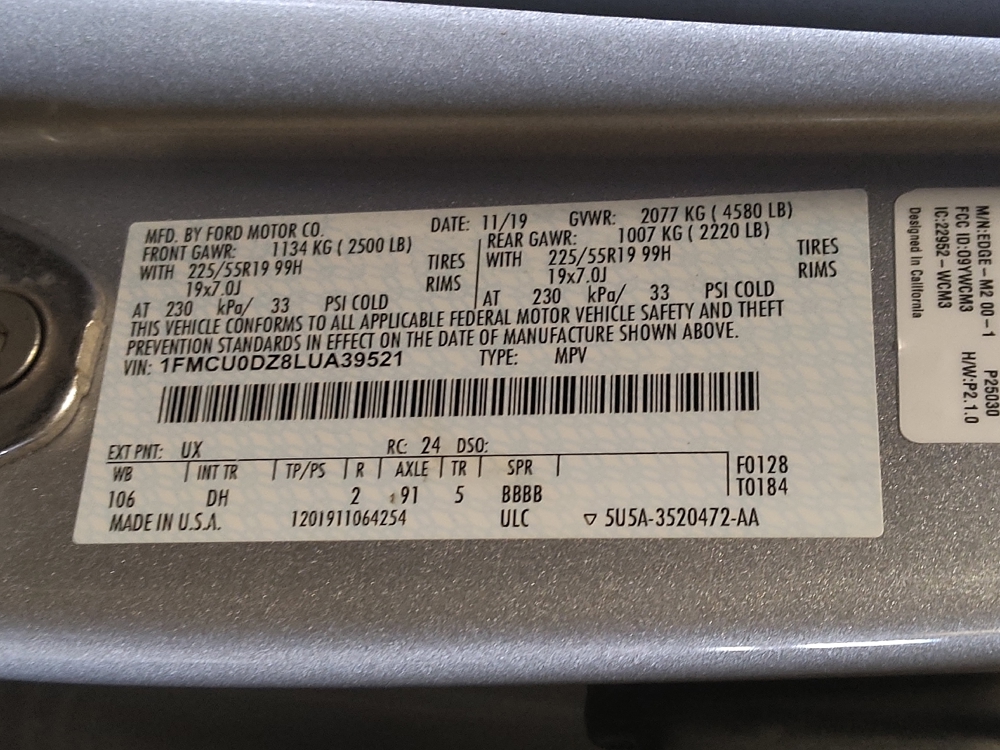 MFD. BY FORD MOTOR CO. DATE: 11/19 GVWR: 2077 KG ( 4580 LB)
FRONT GAWR: 1134 KG ( 2500 LB) REAR GAWR: 1007 KG ( 2220 LB)
WITH 225/55R19 99H TIRES WITH 225/55R19 99H TIRES
19x7.0J RIMS 19x7.0J RIMS
AT 230 kPa/ 33 PSI COLD AT 230 kPa/ 33 PSI COLD
THIS VEHICLE CONFORMS TO ALL APPLICABLE FEDERAL MOTOR VEHICLE SAFETY AND THEFT
PREVENTION STANDARDS IN EFFECT ON THE DATE OF MANUFACTURE SHOWN ABOVE.
VIN: 1FMCU0DZ8LUA39521 TYPE: MPV
EXT PNT: UX RC: 24 DSO:
WB INT TR TP/PS R AXLE TR SPR F0128
106 DH 2 91 5 BBBB T0184
MADE IN U.S.A. 1201911064254 ULC ▽ 5U5A-3520472-AA
M/N:EDGE-M2 00-1 P25030
FCC ID:O9YWCM3 H/W:P2.1.0
IC:22952-WCM3
Designed in California